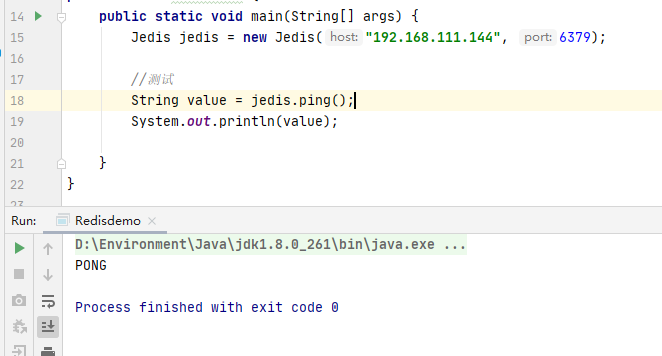 14 public static void main(String[] args) {
15 Jedis jedis = new Jedis( host: "192.168.111.144", port: 6379);
16
17 //测试
18 String value = jedis.ping();
19 System.out.println(value);
20
21 }
22 }
23
Run: Redisdemo ×
D:\Environment\Java\jdk1.8.0_261\bin\java.exe ...
PONG
Process finished with exit code 0